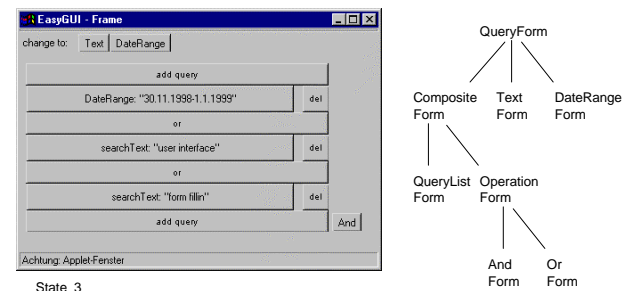 EasyGUI - Frame
change to: Text DateRange
add query
DateRange: "30.11.1998-1.1.1999" del
or
searchText: "user interface" del
or
searchText: "form fillin" del
add query And
Achtung: Applet-Fenster
State 3
QueryForm
Composite Form
Text Form
DateRange Form
QueryList Form
Operation Form
And Form
Or Form